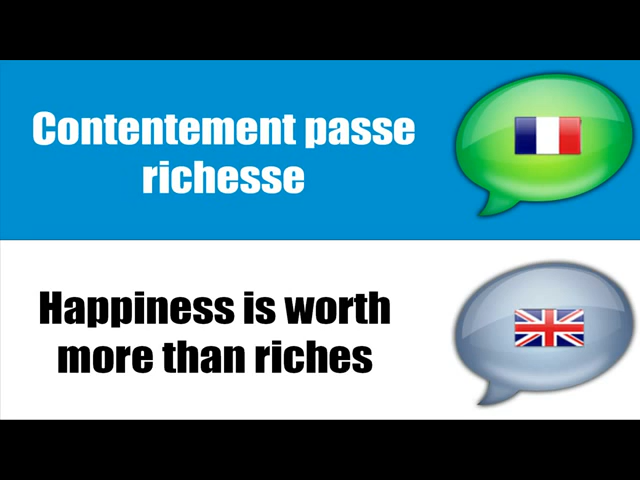 Contentement passe
richesse
Happiness is worth
more than riches